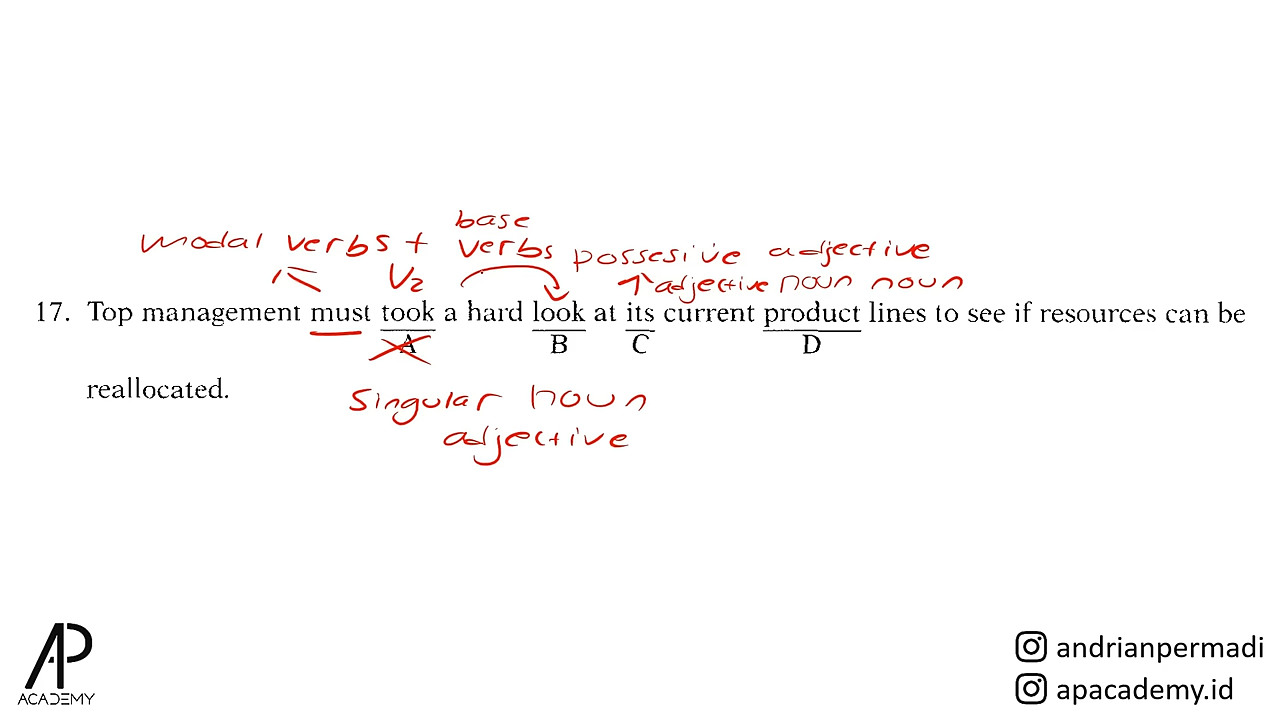 base
modal verbs + verbs possesive adjective
V2 adjective noun noun
17. Top management must took a hard look at its current product lines to see if resources can be
A B C D
reallocated.
singular noun
adjective
AP
ACADEMY
andrianpermadi
apacademy.id